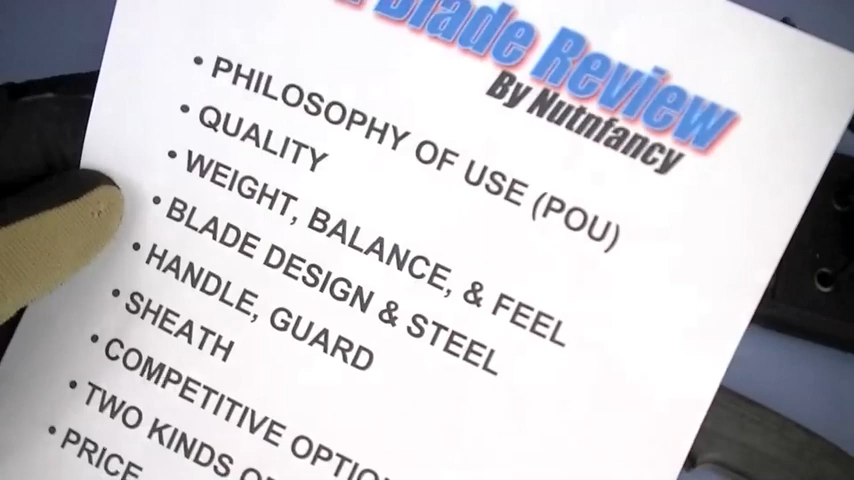 Blade Review
By Nutnfancy
• PHILOSOPHY OF USE (POU)
• QUALITY
• WEIGHT, BALANCE, & FEEL
• BLADE DESIGN & STEEL
• HANDLE, GUARD
• SHEATH
• COMPETITIVE
• TWO KINDS
• PRICE